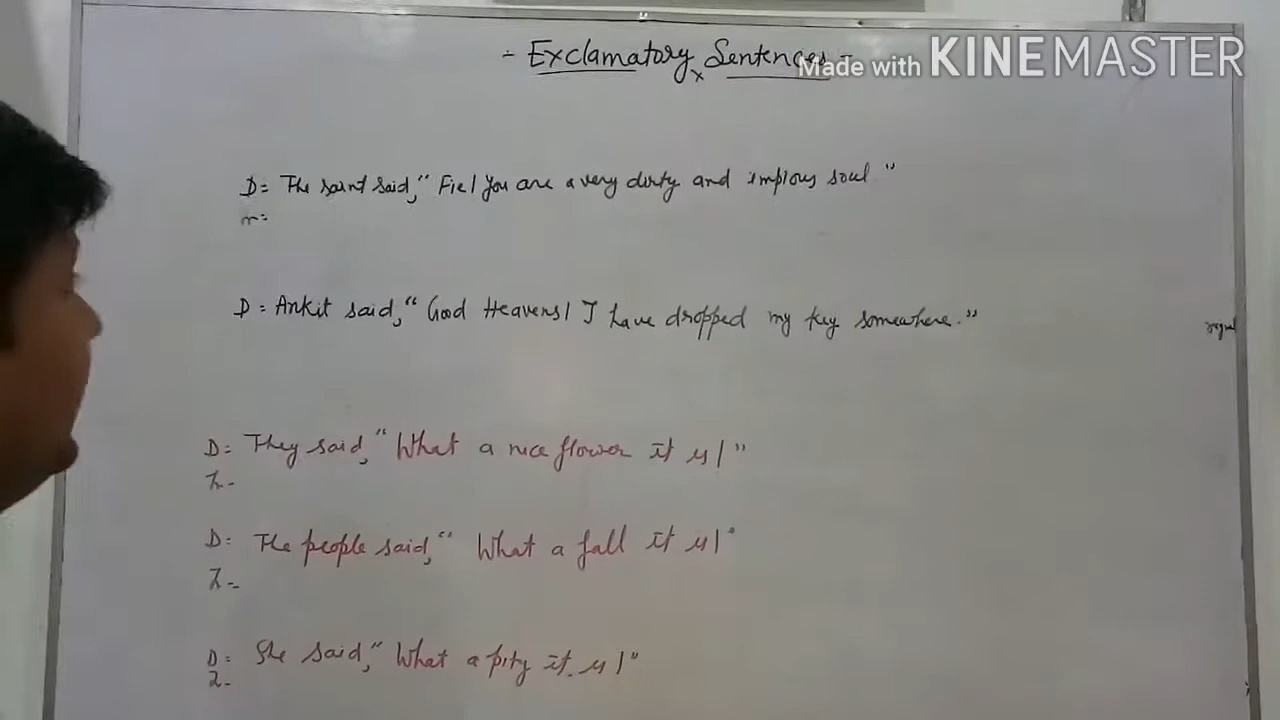 - Exclamatory Sentences -
Made with KINEMASTER
D= The saint said, "Fie! You are a very dirty and impious soul"
D= Ankit said, "Good Heavens! I have dropped my key somewhere."
D= They said, "What a nice flower it is!"
D= The people said, "What a fall it is!"
D= She said, "What a pity it is!"